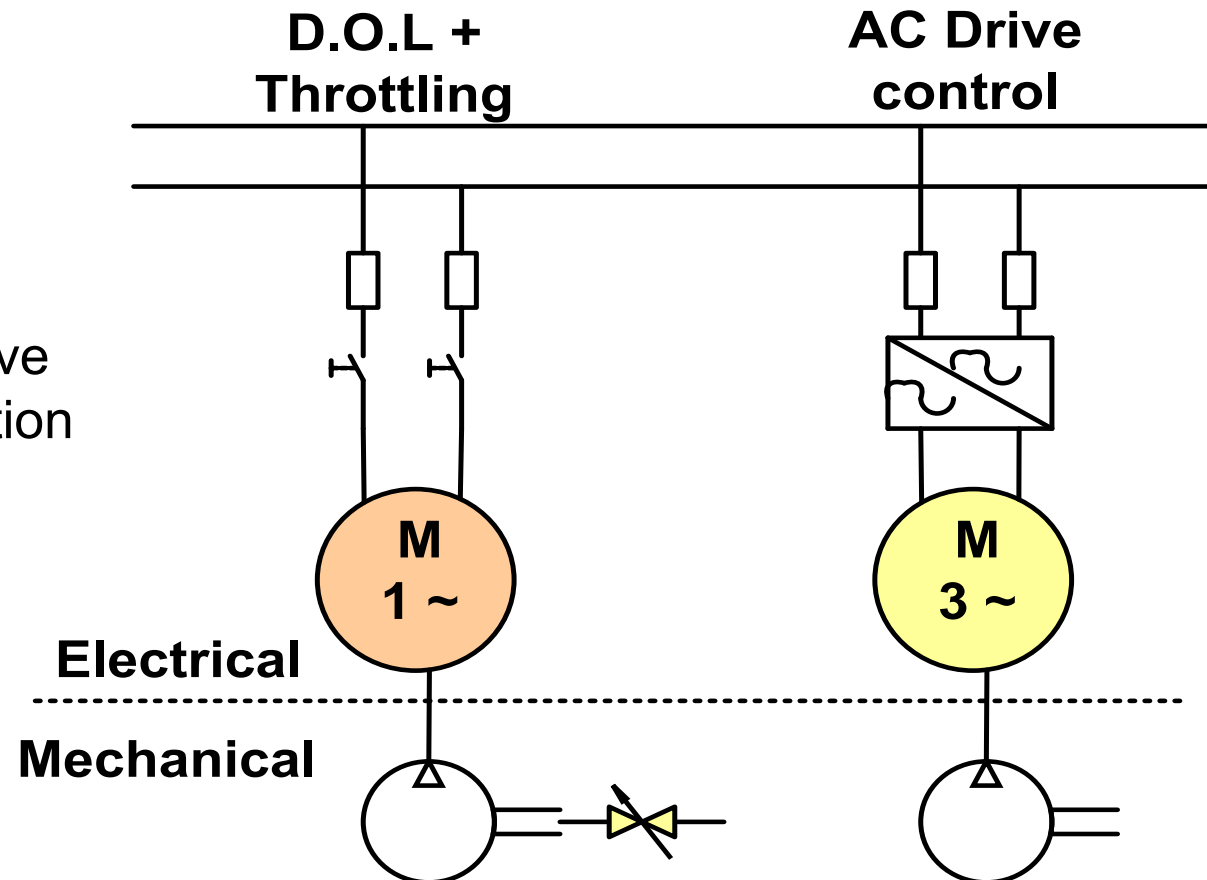 D.O.L +
Throttling
AC Drive
control
ve
tion
M
1 ~
M
3 ~
Electrical
Mechanical